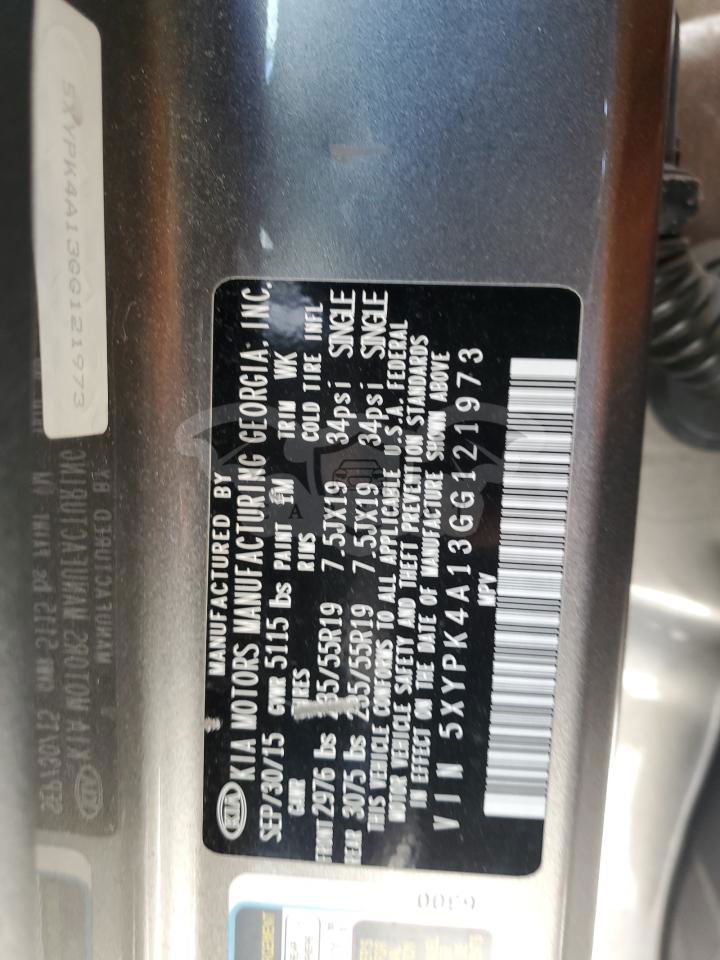 MANUFACTURED BY
KIA KIA MOTORS MANUFACTURING GEORGIA, INC.
SEP/30/15 GVWR 5115 lbs PAINT TRIM WK
GAWR TIRES RIMS COLD TIRE INFL
FRONT 2976 lbs 235/55R19 7.5JX19 34psi SINGLE
REAR 3075 lbs 235/55R19 7.5JX19 34psi SINGLE
THIS VEHICLE CONFORMS TO ALL APPLICABLE U.S.A. FEDERAL
MOTOR VEHICLE SAFETY AND THEFT PREVENTION STANDARDS
IN EFFECT ON THE DATE OF MANUFACTURE SHOWN ABOVE
VIN 5XYPK4A13GG121973
MPV
5XYPK4A13GG121973